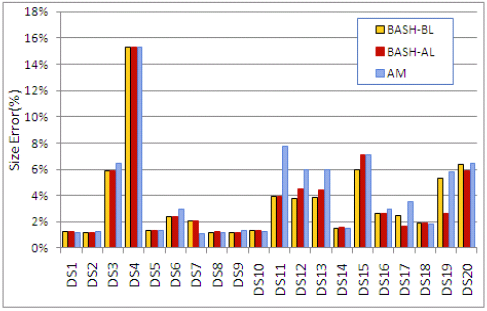 18%
16%
14%
12%
10%
8%
6%
4%
2%
0%
Size Error(%)
BASH-BL
BASH-AL
AM
DS1
DS2
DS3
DS4
DS5
DS6
DS7
DS8
DS9
DS10
DS11
DS12
DS13
DS14
DS15
DS16
DS17
DS18
DS19
DS20